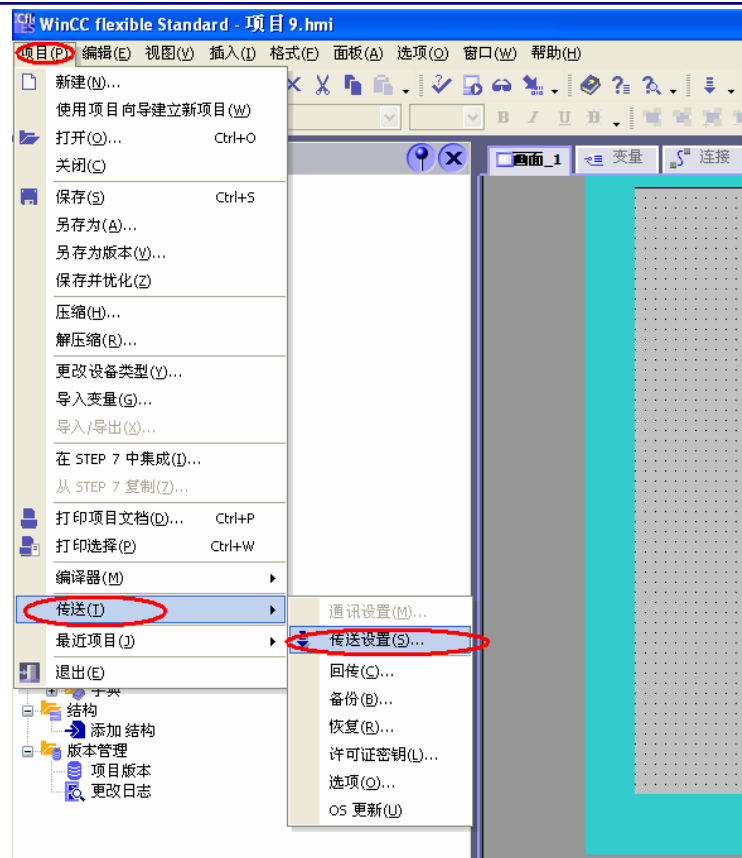 WinCC flexible Standard - 项目9.hmi
项目(P) 编辑(E) 视图(V) 插入(I) 格式(F) 面板(A) 选项(O) 窗口(W) 帮助(H)
新建(N)...
使用项目向导建立新项目(W)
打开(O)... Ctrl+O
关闭(C)
画面_1 变量 连接
保存(S) Ctrl+S
另存为(A)...
另存为版本(V)...
保存并优化(Z)
压缩(H)...
解压缩(R)...
更改设备类型(Y)...
导入变量(G)...
导入/导出(X)...
在 STEP 7 中集成(I)...
从 STEP 7 复制(7)...
打印项目文档(D)... Ctrl+P
打印选择(P) Ctrl+W
编译器(M)
传送(T)
最近项目(J)
退出(E)
通讯设置(M)...
传送设置(S)...
回传(C)...
备份(B)...
恢复(R)...
许可证密钥(L)...
选项(O)...
OS 更新(U)
字典
结构
添加 结构
版本管理
项目版本
更改日志